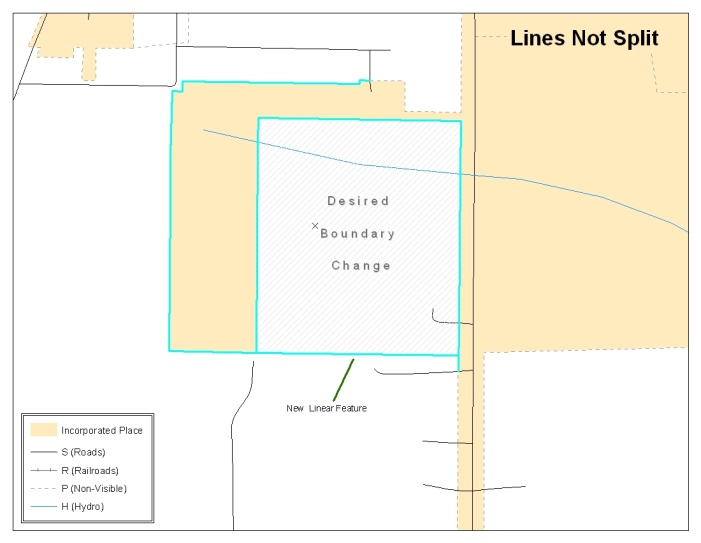 Lines Not Split
Desired
Boundary
Change
New Linear Feature
Incorporated Place
S (Roads)
R (Railroads)
P (Non-Visible)
H (Hydro)